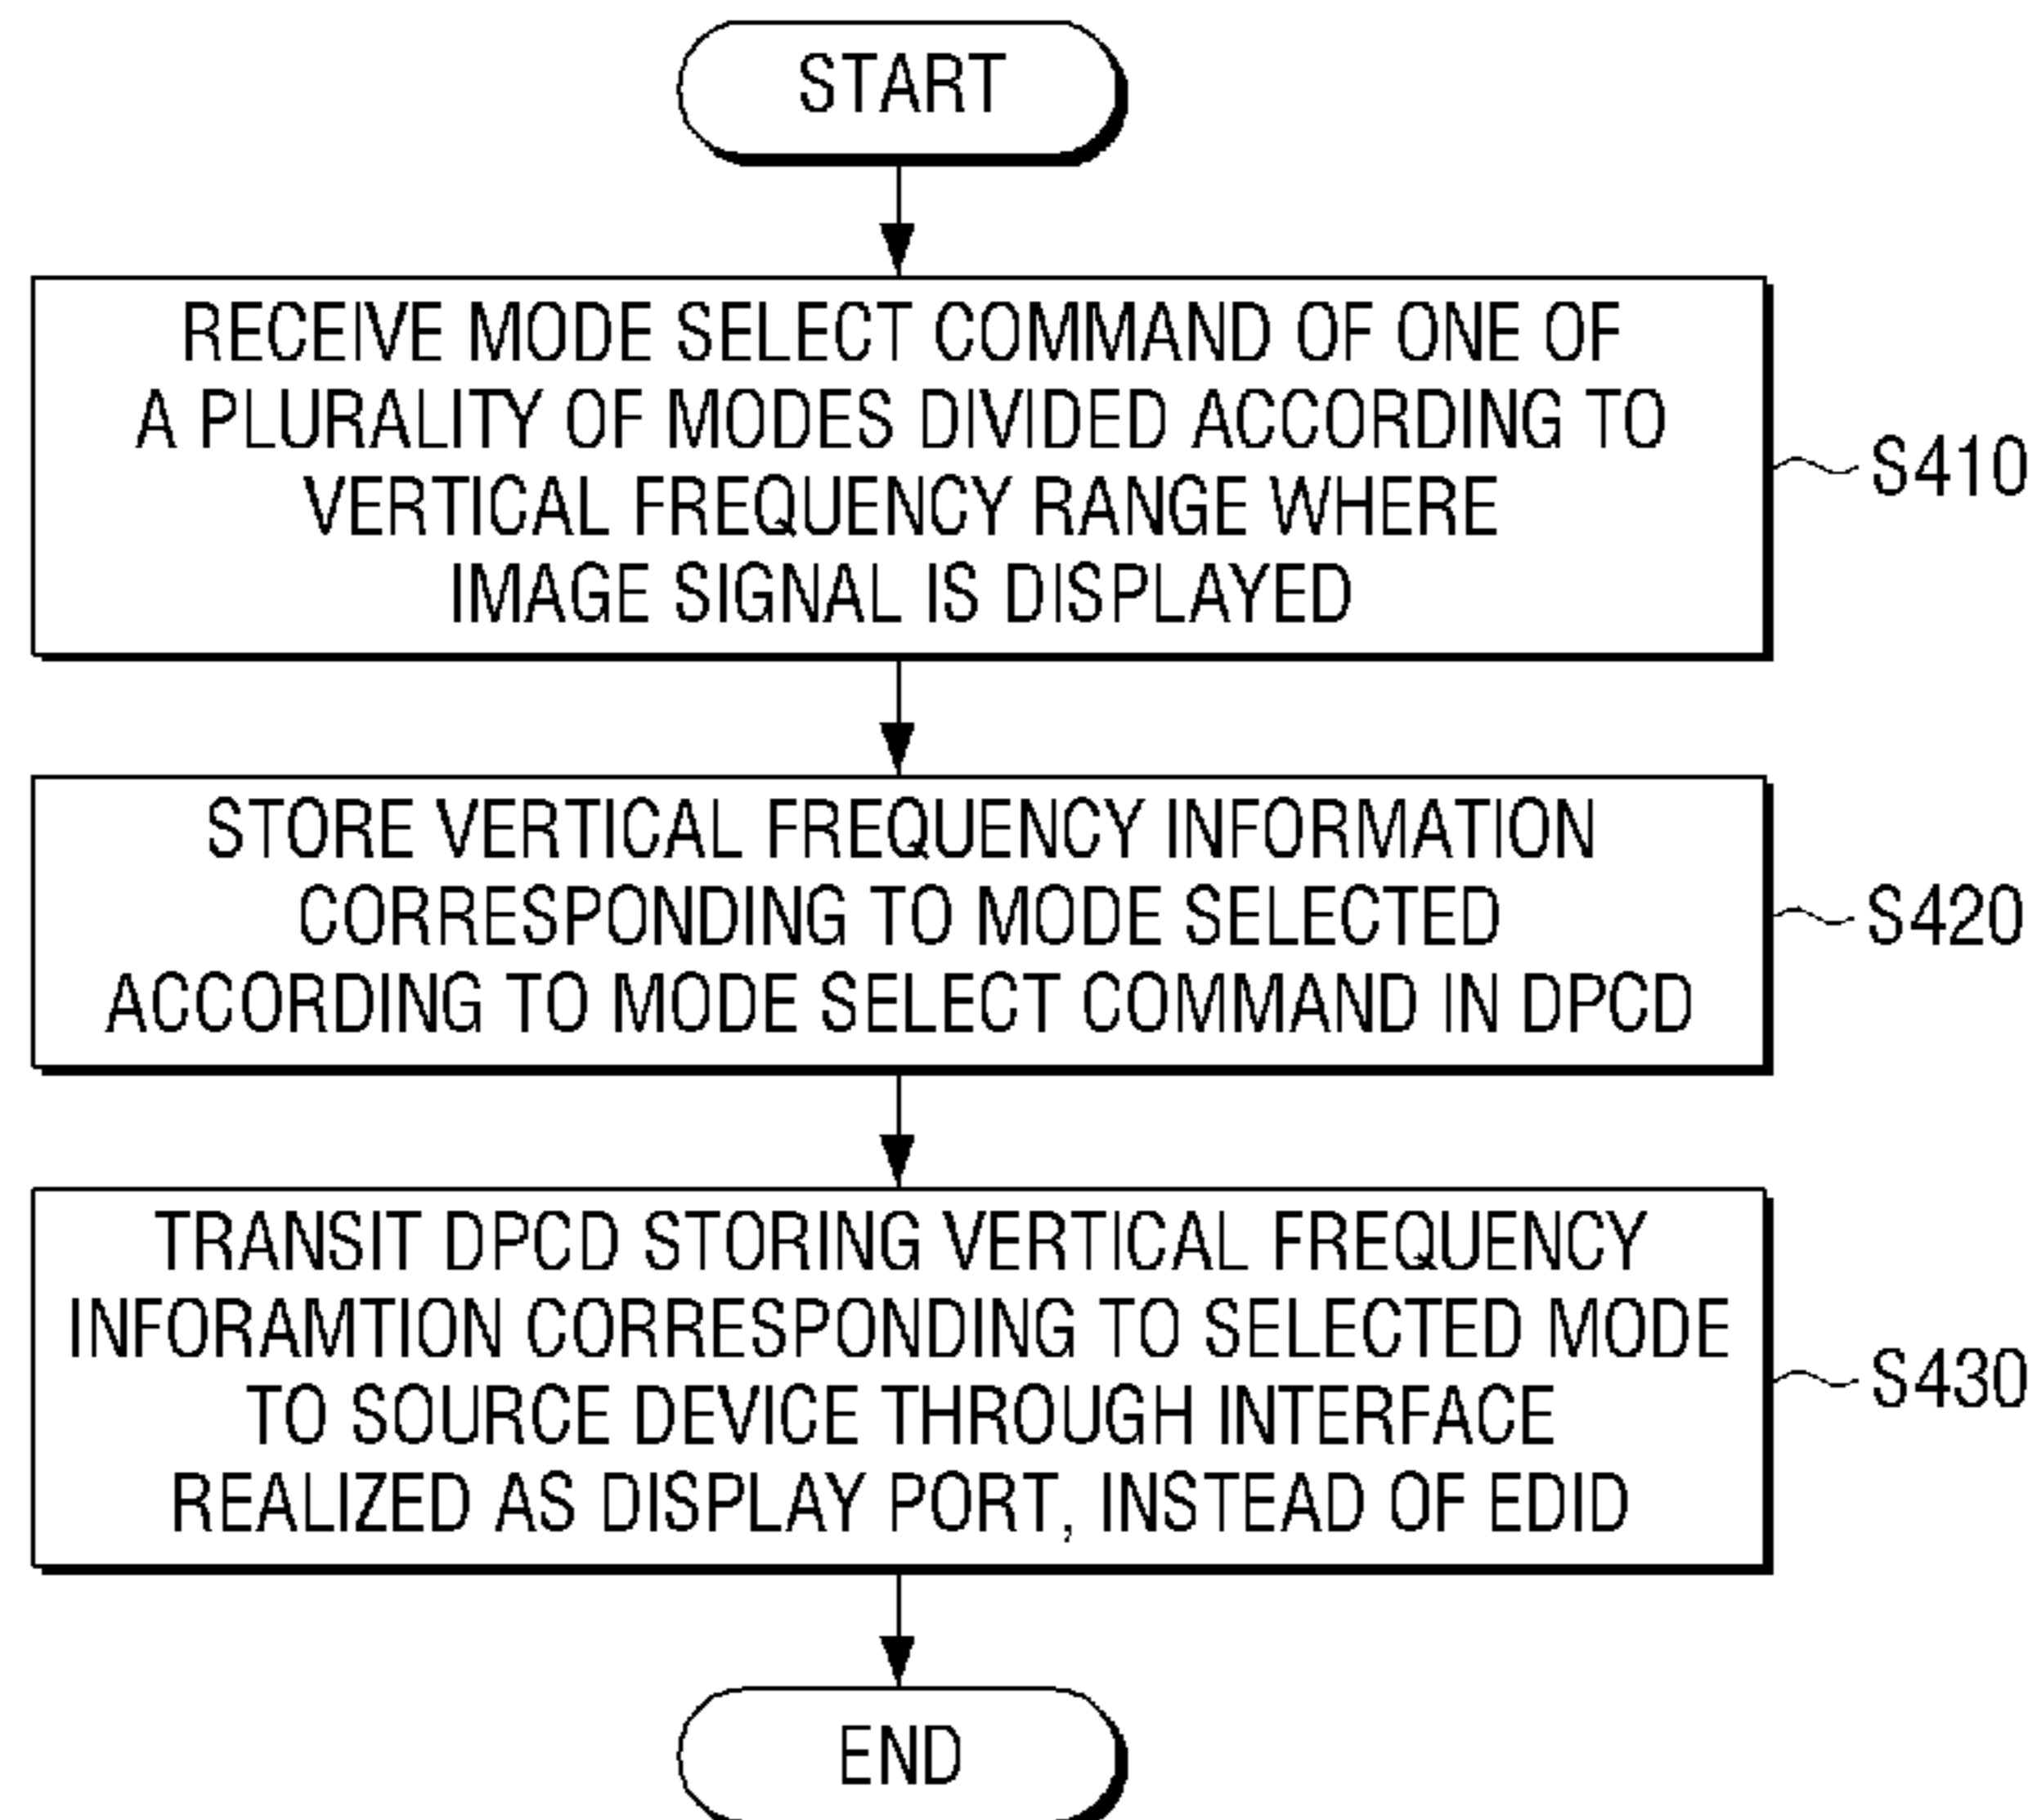 START
RECEIVE MODE SELECT COMMAND OF ONE OF
A PLURALITY OF MODES DIVIDED ACCORDING TO
VERTICAL FREQUENCY RANGE WHERE
IMAGE SIGNAL IS DISPLAYED
S410
STORE VERTICAL FREQUENCY INFORMATION
CORRESPONDING TO MODE SELECTED
ACCORDING TO MODE SELECT COMMAND IN DPCD
S420
TRANSIT DPCD STORING VERTICAL FREQUENCY
INFORAMTION CORRESPONDING TO SELECTED MODE
TO SOURCE DEVICE THROUGH INTERFACE
REALIZED AS DISPLAY PORT, INSTEAD OF EDID
S430
END